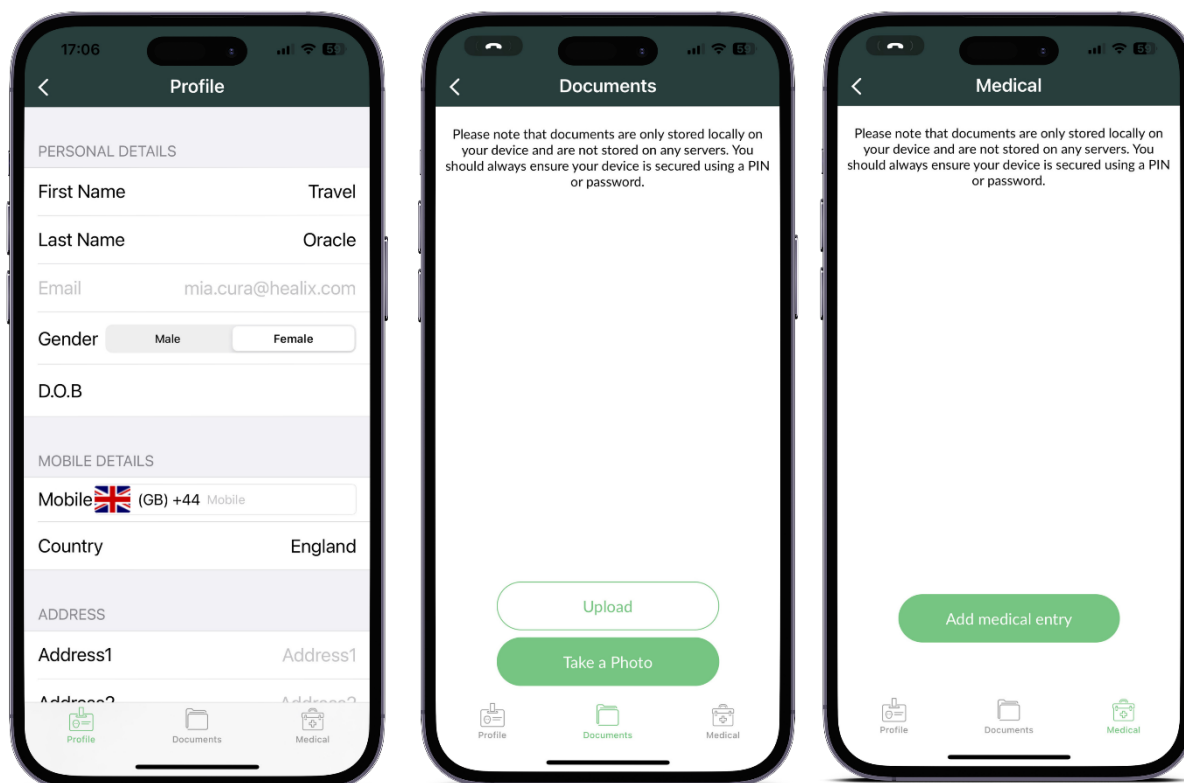 17:06
59
Profile
PERSONAL DETAILS
First Name Travel
Last Name Oracle
Email mia.cura@healix.com
Gender Male Female
D.O.B
MOBILE DETAILS
Mobile (GB) +44 Mobile
Country England
ADDRESS
Address1 Address1
Address2 Address2
Profile Documents Medical
59
Documents
Please note that documents are only stored locally on
your device and are not stored on any servers. You
should always ensure your device is secured using a PIN
or password.
Upload
Take a Photo
Profile Documents Medical
59
Medical
Please note that documents are only stored locally on
your device and are not stored on any servers. You
should always ensure your device is secured using a PIN
or password.
Add medical entry
Profile Documents Medical